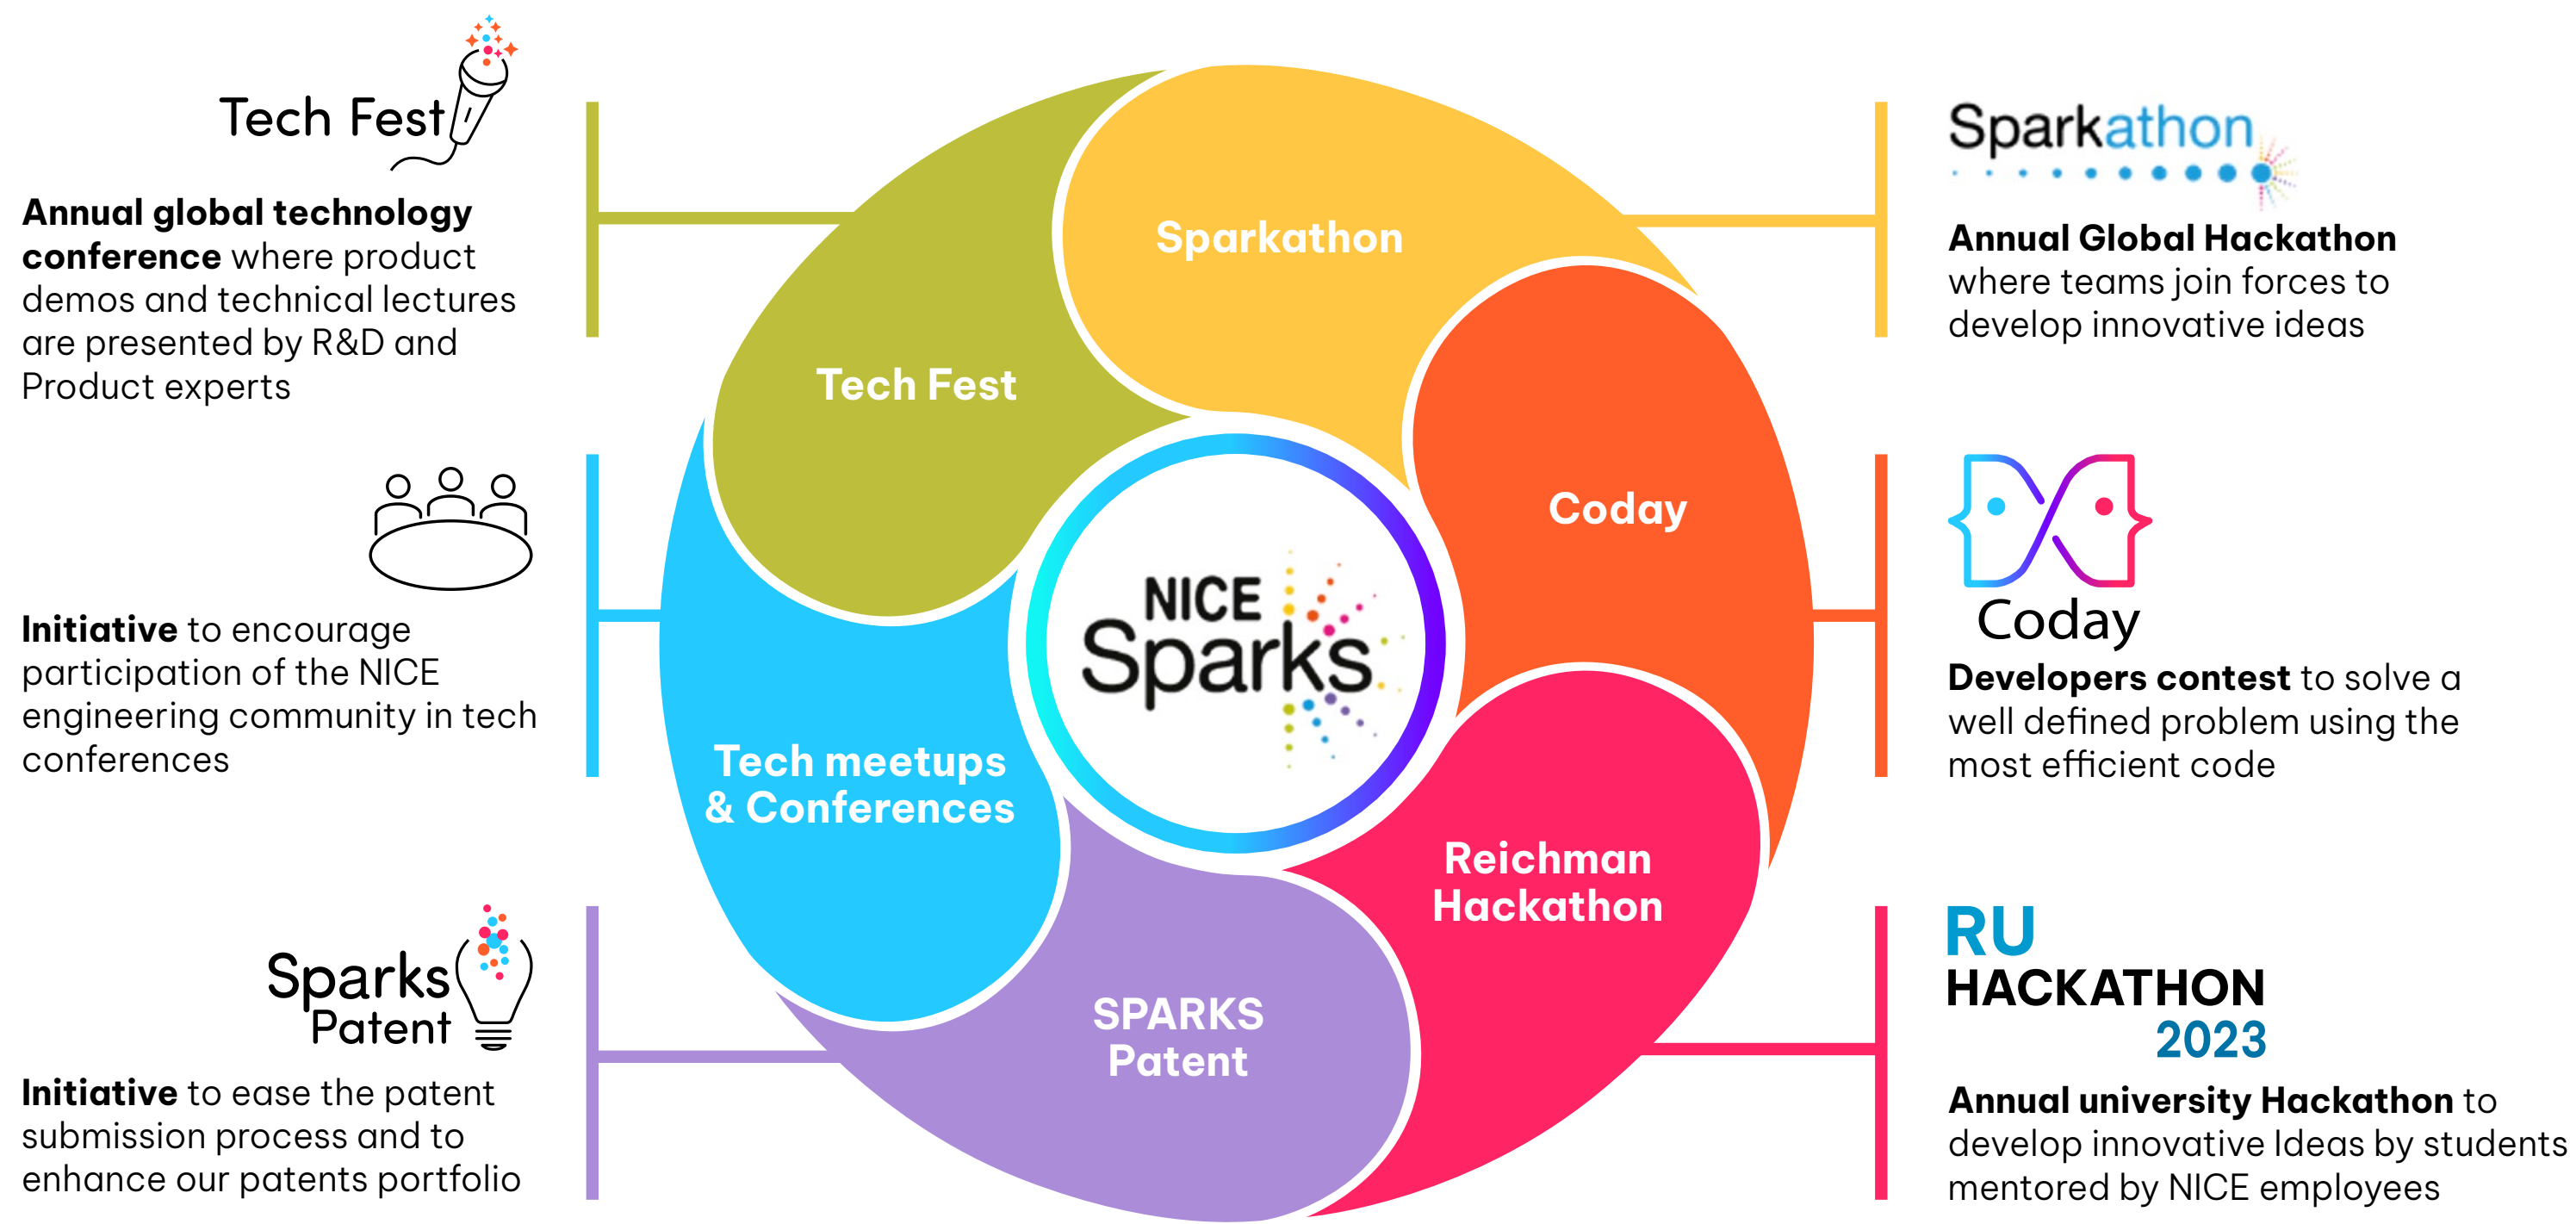 Tech Fest
Annual global technology
conference where product
demos and technical lectures
are presented by R&D and
Product experts
Initiative to encourage
participation of the NICE
engineering community in tech
conferences
Sparks
Patent
Initiative to ease the patent
submission process and to
enhance our patents portfolio
Sparkathon
Tech Fest
Coday
NICE
Sparks
Tech meetups
& Conferences
Reichman
Hackathon
SPARKS
Patent
Sparkathon
Annual Global Hackathon
where teams join forces to
develop innovative ideas
Coday
Developers contest to solve a
well defined problem using the
most efficient code
RU
HACKATHON
2023
Annual university Hackathon to
develop innovative Ideas by students
mentored by NICE employees